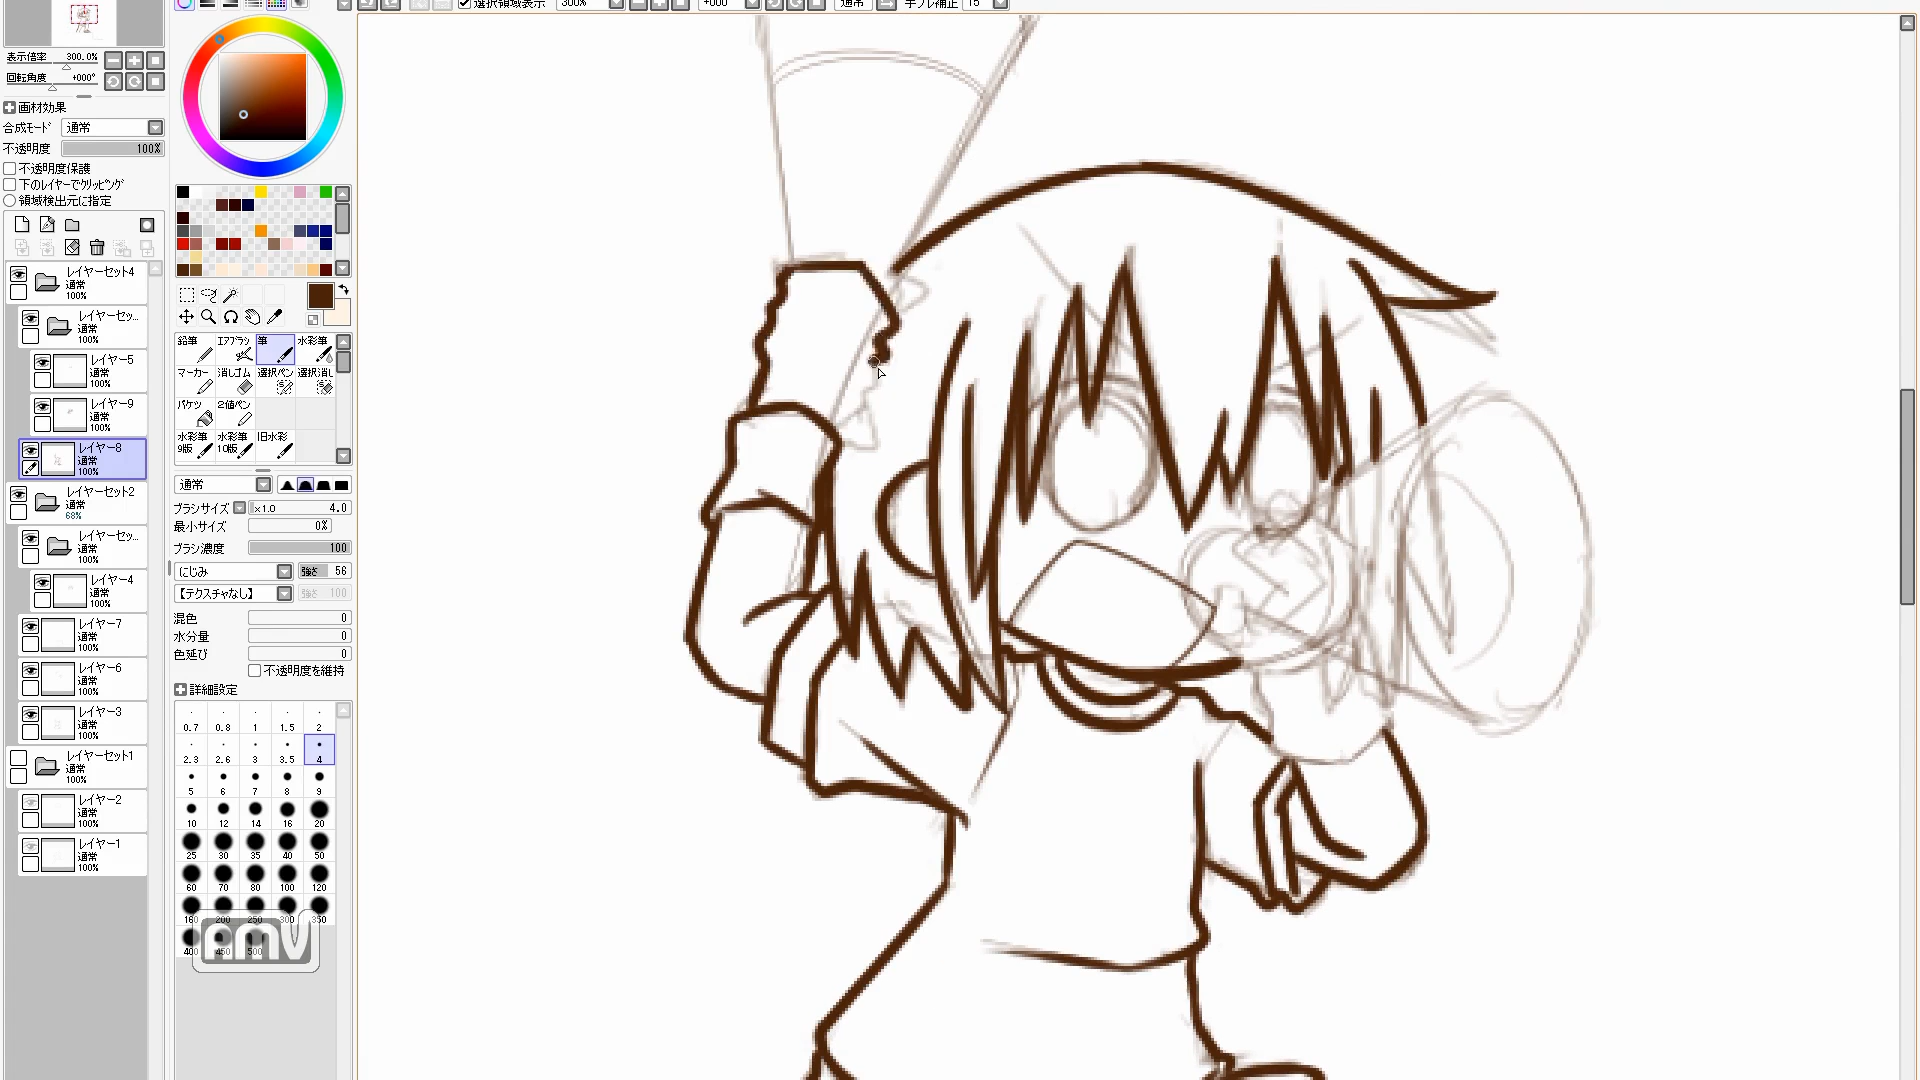 選択領域表示 300% +000° 通常 手ブレ補正 15
表示倍率 300.0%
回転角度 +000°
画材効果
合成モード 通常
不透明度 100%
不透明度保護
下のレイヤーでクリッピング
領域検出元に指定
レイヤーセット4
通常
100%
レイヤーセッ...
通常
100%
レイヤー5
通常
100%
レイヤー9
通常
100%
レイヤー8
通常
100%
レイヤーセット2
通常
68%
レイヤーセッ...
通常
100%
レイヤー4
通常
100%
レイヤー7
通常
100%
レイヤー6
通常
100%
レイヤー3
通常
100%
レイヤーセット1
通常
100%
レイヤー2
通常
100%
レイヤー1
通常
100%
鉛筆 エアブラシ 筆 水彩筆
マーカー 消しゴム 選択ペン 選択消し
バケツ 2値ペン
水彩筆 水彩筆 旧水彩
9版 10版
通常
ブラシサイズ ×1.0 4.0
最小サイズ 0%
ブラシ濃度 100
にじみ 強さ 56
【テクスチャなし】 強さ 100
混色 0
水分量 0
色延び 0
不透明度を維持
詳細設定
0.7 0.8 1 1.5 2
2.3 2.6 3 3.5 4
5 6 7 8 9
10 12 14 16 20
25 30 35 40 50
60 70 80 100 120
160 200 250 300 350
400 450 500
AMV